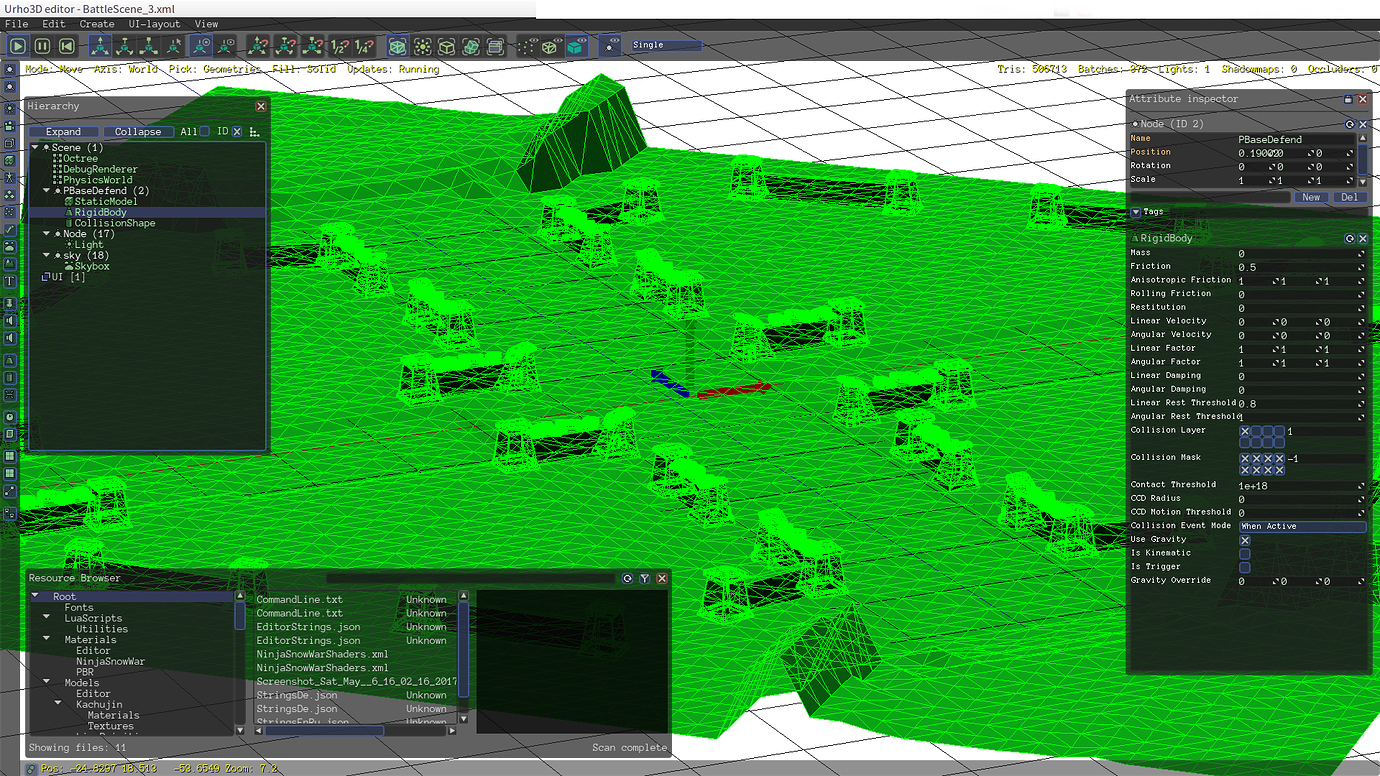 Urho3D editor - BattleScene_3.xml
File Edit Create UI-layout View
1/2 1/4 Single
Mode: Move Axis: World Pick: Geometries Fill: Solid Updates: Running
Tris: 506713 Batches: 372 Lights: 1 Shadowmaps: 0 Occluders: 0
Hierarchy
Expand Collapse All ID
Scene (1)
Octree
DebugRenderer
PhysicsWorld
PBaseDefend (2)
StaticModel
RigidBody
CollisionShape
Node (17)
Light
sky (18)
Skybox
UI [1]
Attribute inspector
Node (ID 2)
Name PBaseDefend
Position 0 0
Rotation 0 0 0
Scale 1 1 1
New Del
Tags
RigidBody
Mass 0
Friction 0.5
Anisotropic Friction 1 1 1
Rolling Friction 0
Restitution 0
Linear Velocity 0 0 0
Angular Velocity 0 0 0
Linear Factor 1 1 1
Angular Factor 1 1 1
Linear Damping 0
Angular Damping 0
Linear Rest Threshold 0.8
Angular Rest Threshold 1
Collision Layer 1
Collision Mask -1
Contact Threshold 1e+18
CCD Radius 0
CCD Motion Threshold 0
Collision Event Mode When Active
Use Gravity
Is Kinematic
Is Trigger
Gravity Override 0 0 0
Resource Browser
Root
Fonts
LuaScripts
Utilities
Materials
Editor
NinjaSnowWar
PBR
Models
Editor
Kachujin
Materials
Textures
CommandLine.txt Unknown
CommandLine.txt Unknown
EditorStrings.json Unknown
EditorStrings.json Unknown
NinjaSnowWarShaders.xml
NinjaSnowWarShaders.xml
Screenshot_Sat_May__6_16_02_16_2017
StringsDe.json Unknown
StringsDe.json Unknown
StringsEnRu.json Unknown
Showing files: 11
Scan complete
Pos: -24.8297 18.513 -53.6549 Zoom: 7.2